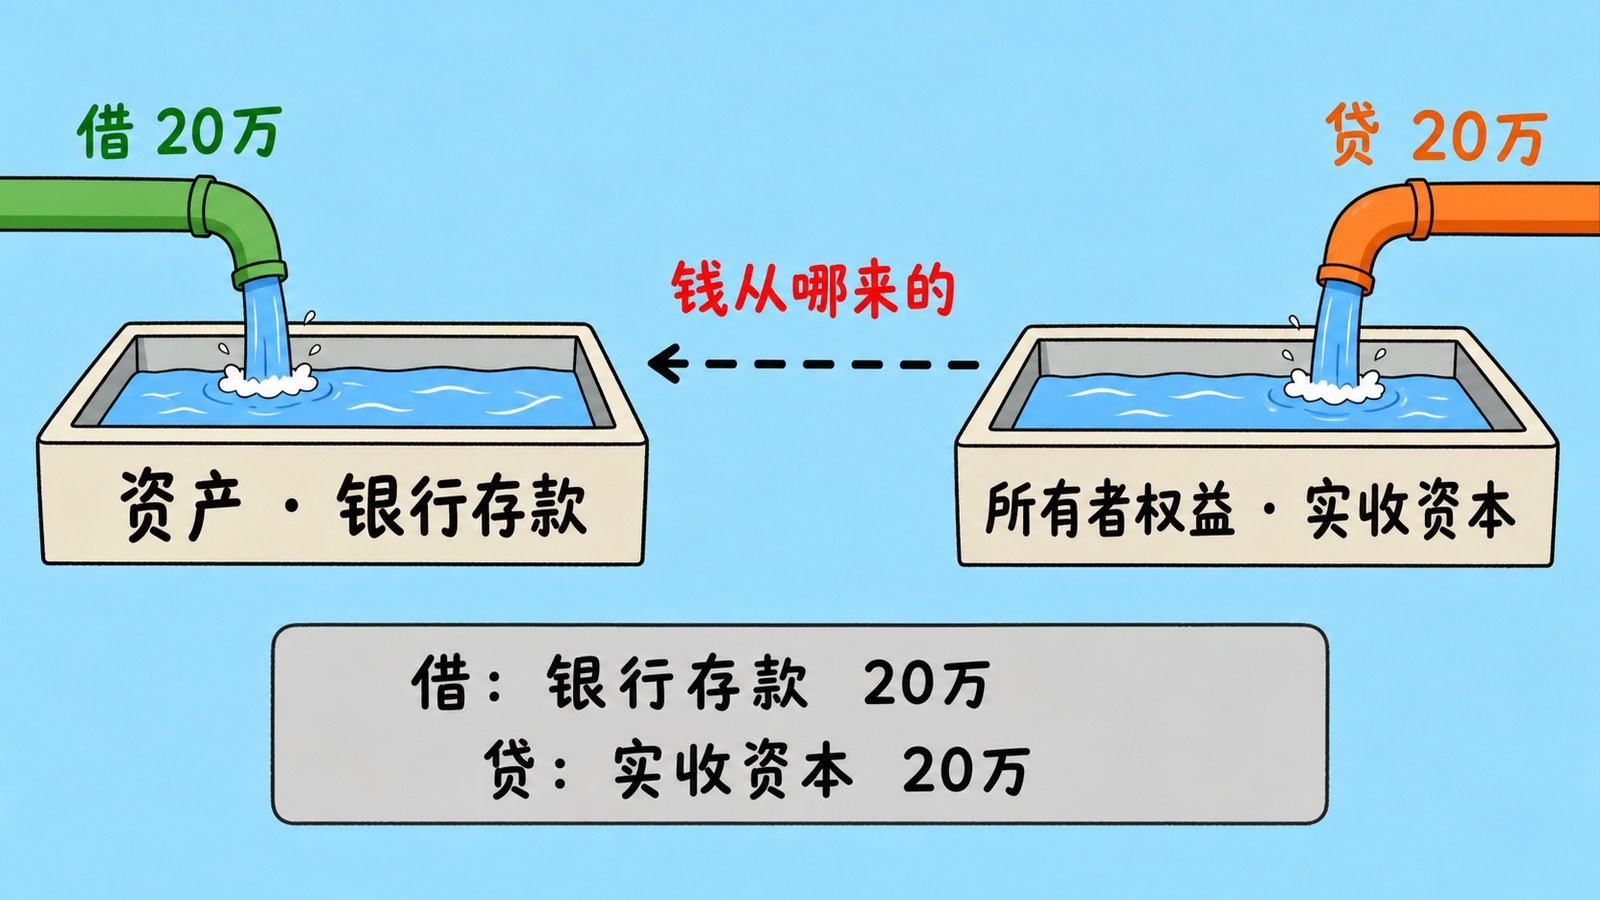 借 20万
贷 20万
钱从哪来的
资产·银行存款
所有者权益·实收资本
借：银行存款 20万
贷：实收资本 20万